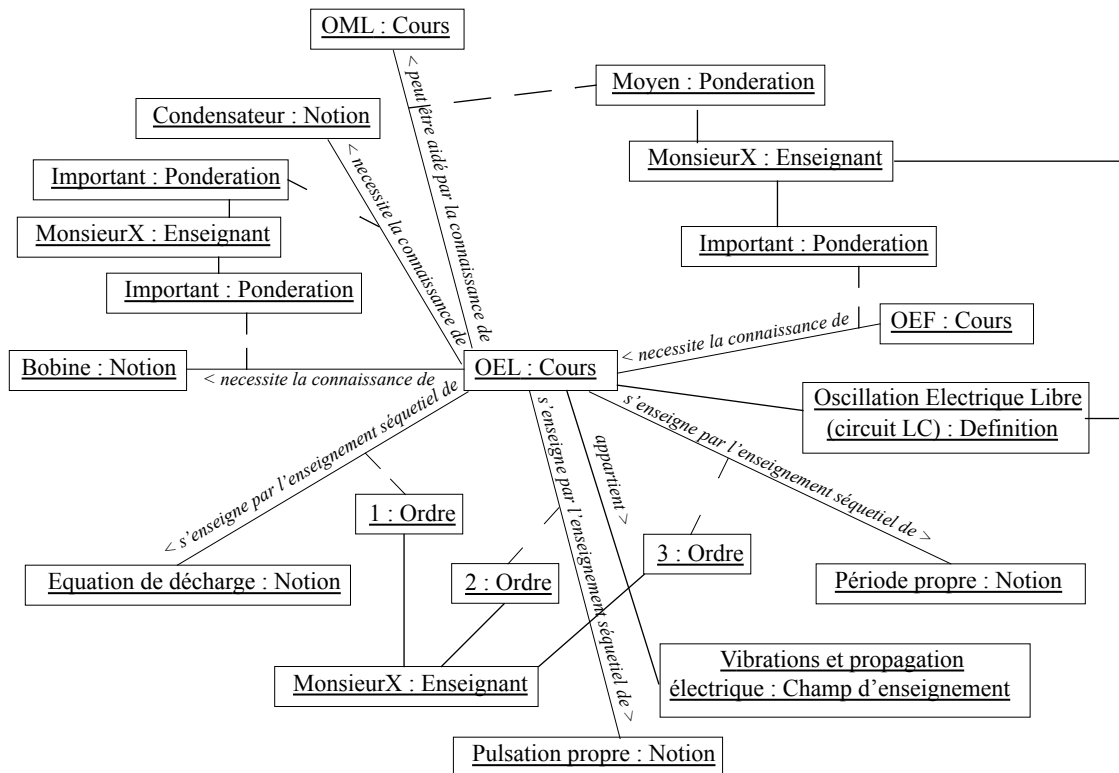 OML : Cours
< peut être aidé par la connaissance de
Moyen : Ponderation
Condensateur : Notion
< necessite la connaissance de
MonsieurX : Enseignant
Important : Ponderation
MonsieurX : Enseignant
Important : Ponderation
Important : Ponderation
OEF : Cours
< necessite la connaissance de
Bobine : Notion
< necessite la connaissance de
OEL : Cours
Oscillation Electrique Libre
(circuit LC) : Definition
< s’enseigne par l’enseignement séquetiel de
s’enseigne par l’enseignement séquetiel de >
appartient >
s’enseigne par l’enseignement séquetiel de >
1 : Ordre
2 : Ordre
3 : Ordre
Equation de décharge : Notion
Période propre : Notion
MonsieurX : Enseignant
Vibrations et propagation
électrique : Champ d’enseignement
Pulsation propre : Notion